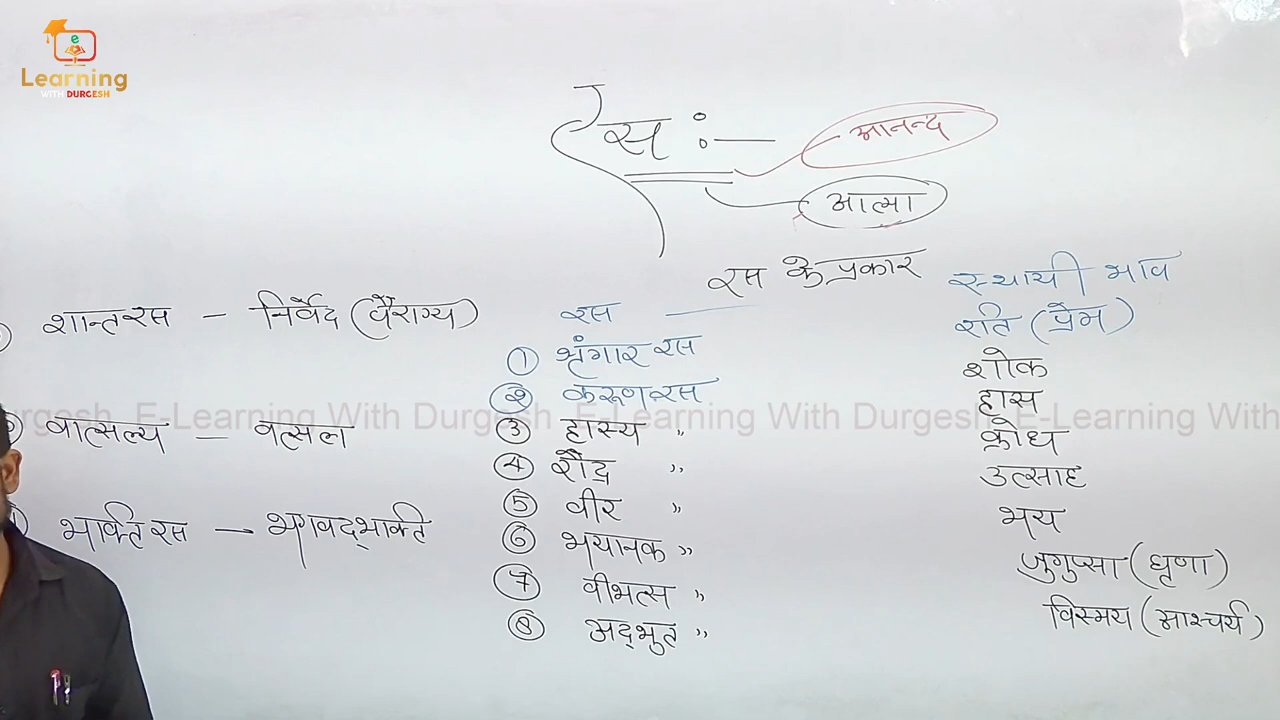 e
Learning
WITH DURGESH
रस :— आनन्द
आत्मा
रस के प्रकार
रस — स्थायी भाव
① श्रृंगार रस रति (प्रेम)
② करूण रस शोक
③ हास्य " हास
④ रौद्र " क्रोध
⑤ वीर " उत्साह
⑥ भयानक " भय
⑦ वीभत्स " जुगुप्सा (घृणा)
⑧ अद्भुत " विस्मय (आश्चर्य)
शान्त रस — निर्वेद (वैराग्य)
वात्सल्य — वत्सल
भक्ति रस — भगवद्भक्ति
E-Learning With Durgesh E-Learning With Durgesh E-Learning With